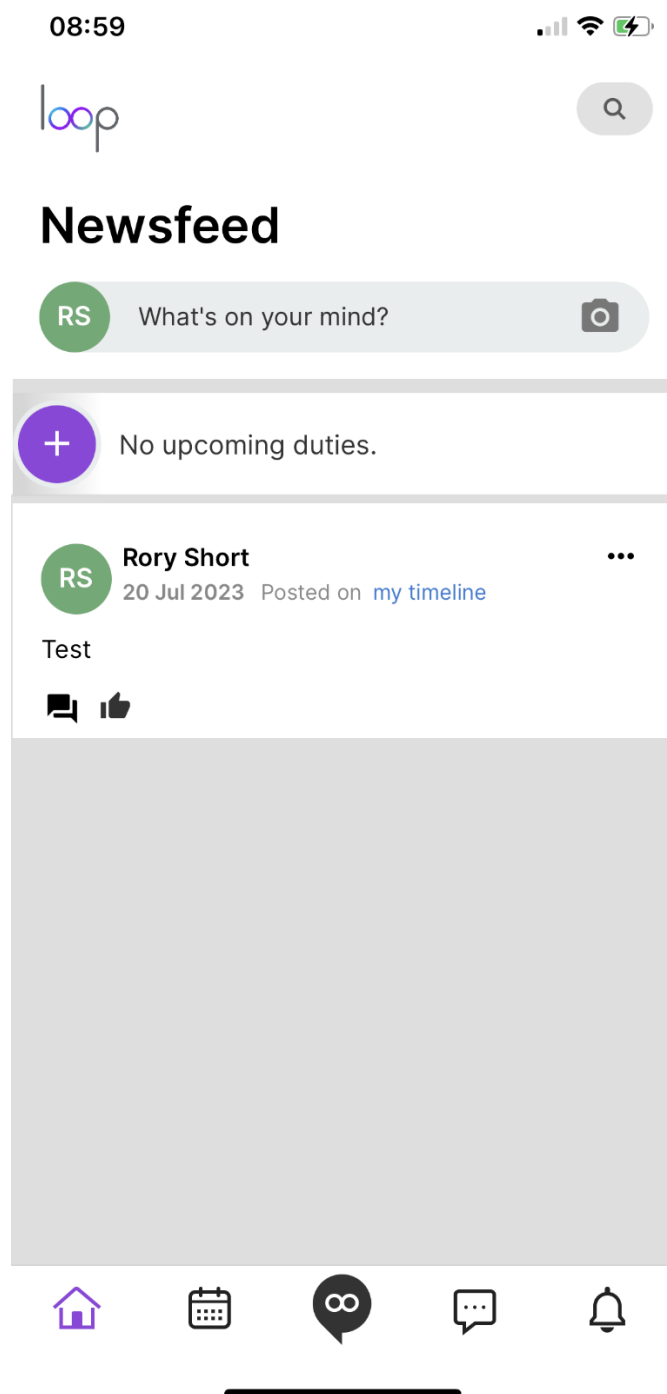 08:59
loop
Newsfeed
RS
What's on your mind?
No upcoming duties.
RS
Rory Short
20 Jul 2023 Posted on my timeline
Test